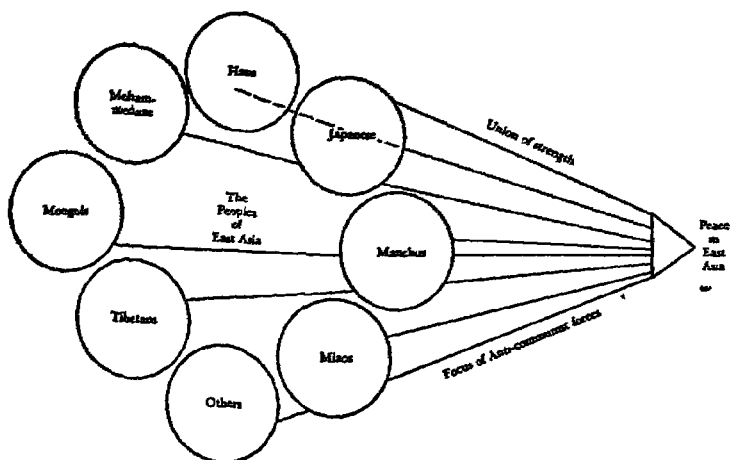 Hans
Moham-
medans
Japanese
Union of strength
Mongols
The
Peoples
of
East Asia
Manchus
Peace
in
East
Asia
Tibetans
Miaos
Others
Focus of Anti-communist forces